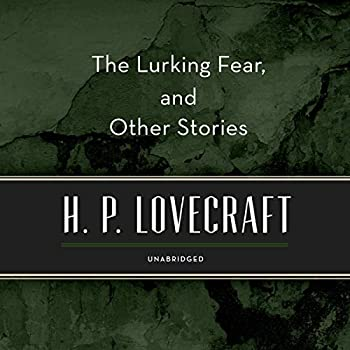 The Lurking Fear,
and
Other Stories
H. P. LOVECRAFT
UNABRIDGED